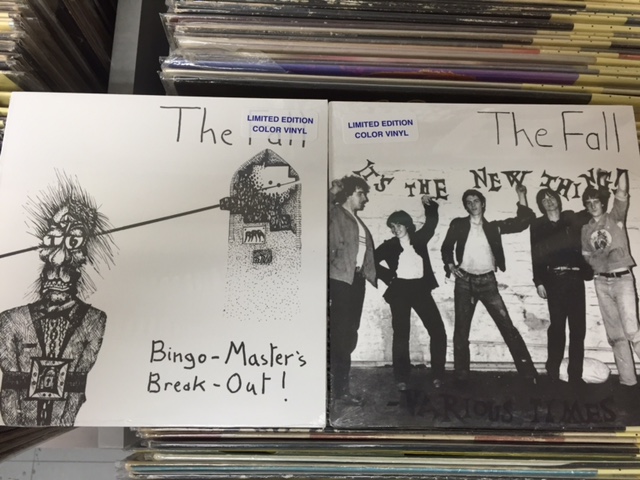 The Fall
LIMITED EDITION
COLOR VINYL
Bingo-Master's
Break-Out!
The Fall
LIMITED EDITION
COLOR VINYL
IT'S THE NEW THING!
-VARIOUS TIMES